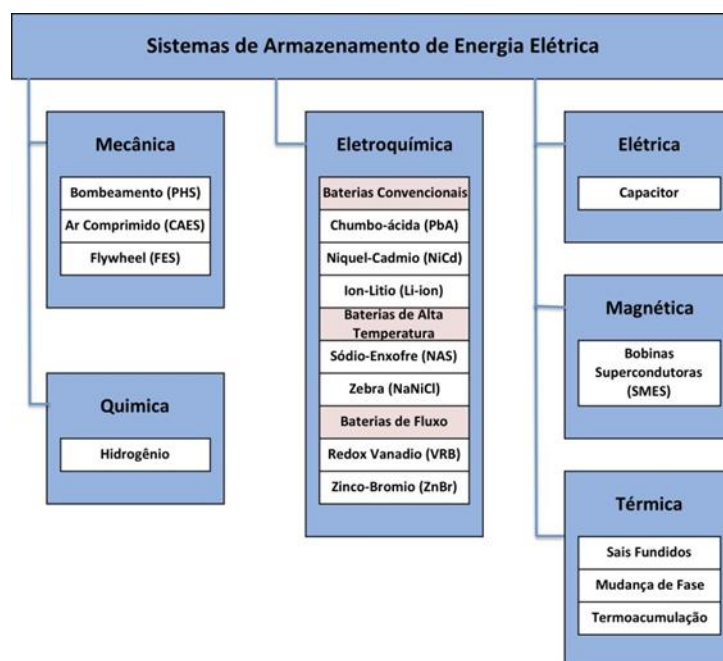 Sistemas de Armazenamento de Energia Elétrica
Mecânica
Bombeamento (PHS)
Ar Comprimido (CAES)
Flywheel (FES)
Quimica
Hidrogênio
Eletroquímica
Baterias Convencionais
Chumbo-ácida (PbA)
Niquel-Cadmio (NiCd)
Ion-Litio (Li-ion)
Baterias de Alta
Temperatura
Sódio-Enxofre (NAS)
Zebra (NaNiCl)
Baterias de Fluxo
Redox Vanadio (VRB)
Zinco-Bromio (ZnBr)
Elétrica
Capacitor
Magnética
Bobinas
Supercondutoras
(SMES)
Térmica
Sais Fundidos
Mudança de Fase
Termoacumulação